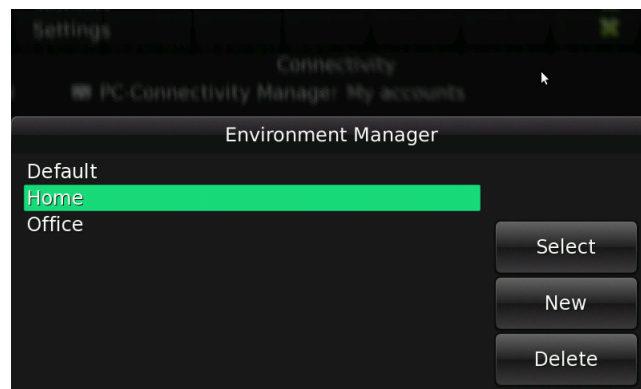 Settings
Connectivity
PC-Connectivity Manager My accounts
Environment Manager
Default
Home
Office
Select
New
Delete